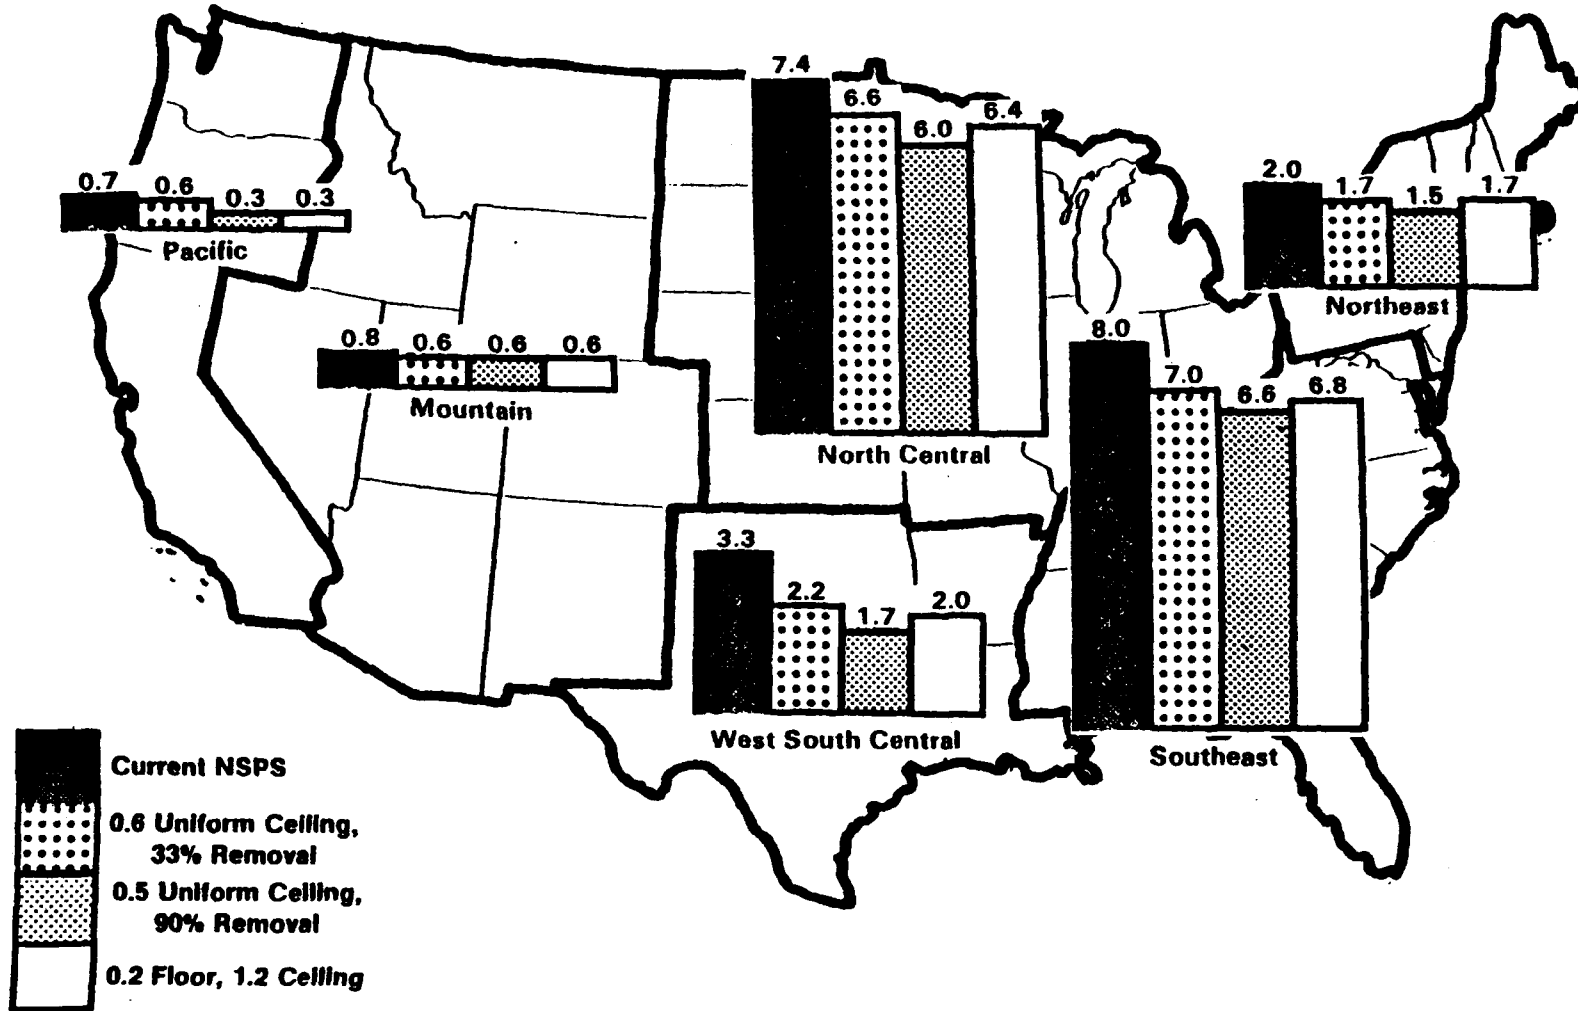 7.4
6.6
6.0
6.4
0.7
0.6
0.3
0.3
Pacific
2.0
1.7
1.5
1.7
Northeast
0.8
0.6
0.6
0.6
Mountain
North Central
8.0
7.0
6.6
6.8
Southeast
3.3
2.2
1.7
2.0
West South Central
Current NSPS
0.6 Uniform Ceiling,
33% Removal
0.5 Uniform Ceiling,
90% Removal
0.2 Floor, 1.2 Ceiling